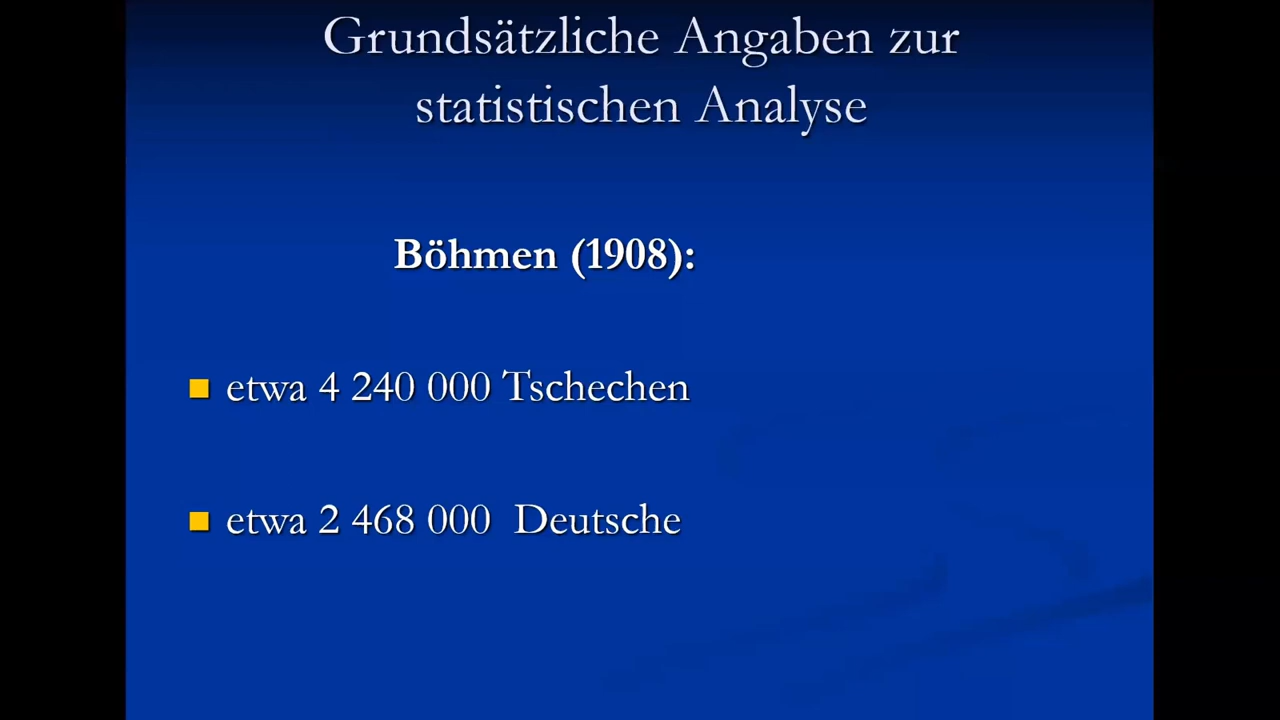 Grundsätzliche Angaben zur
statistischen Analyse
Böhmen (1908):
etwa 4 240 000 Tschechen
etwa 2 468 000 Deutsche